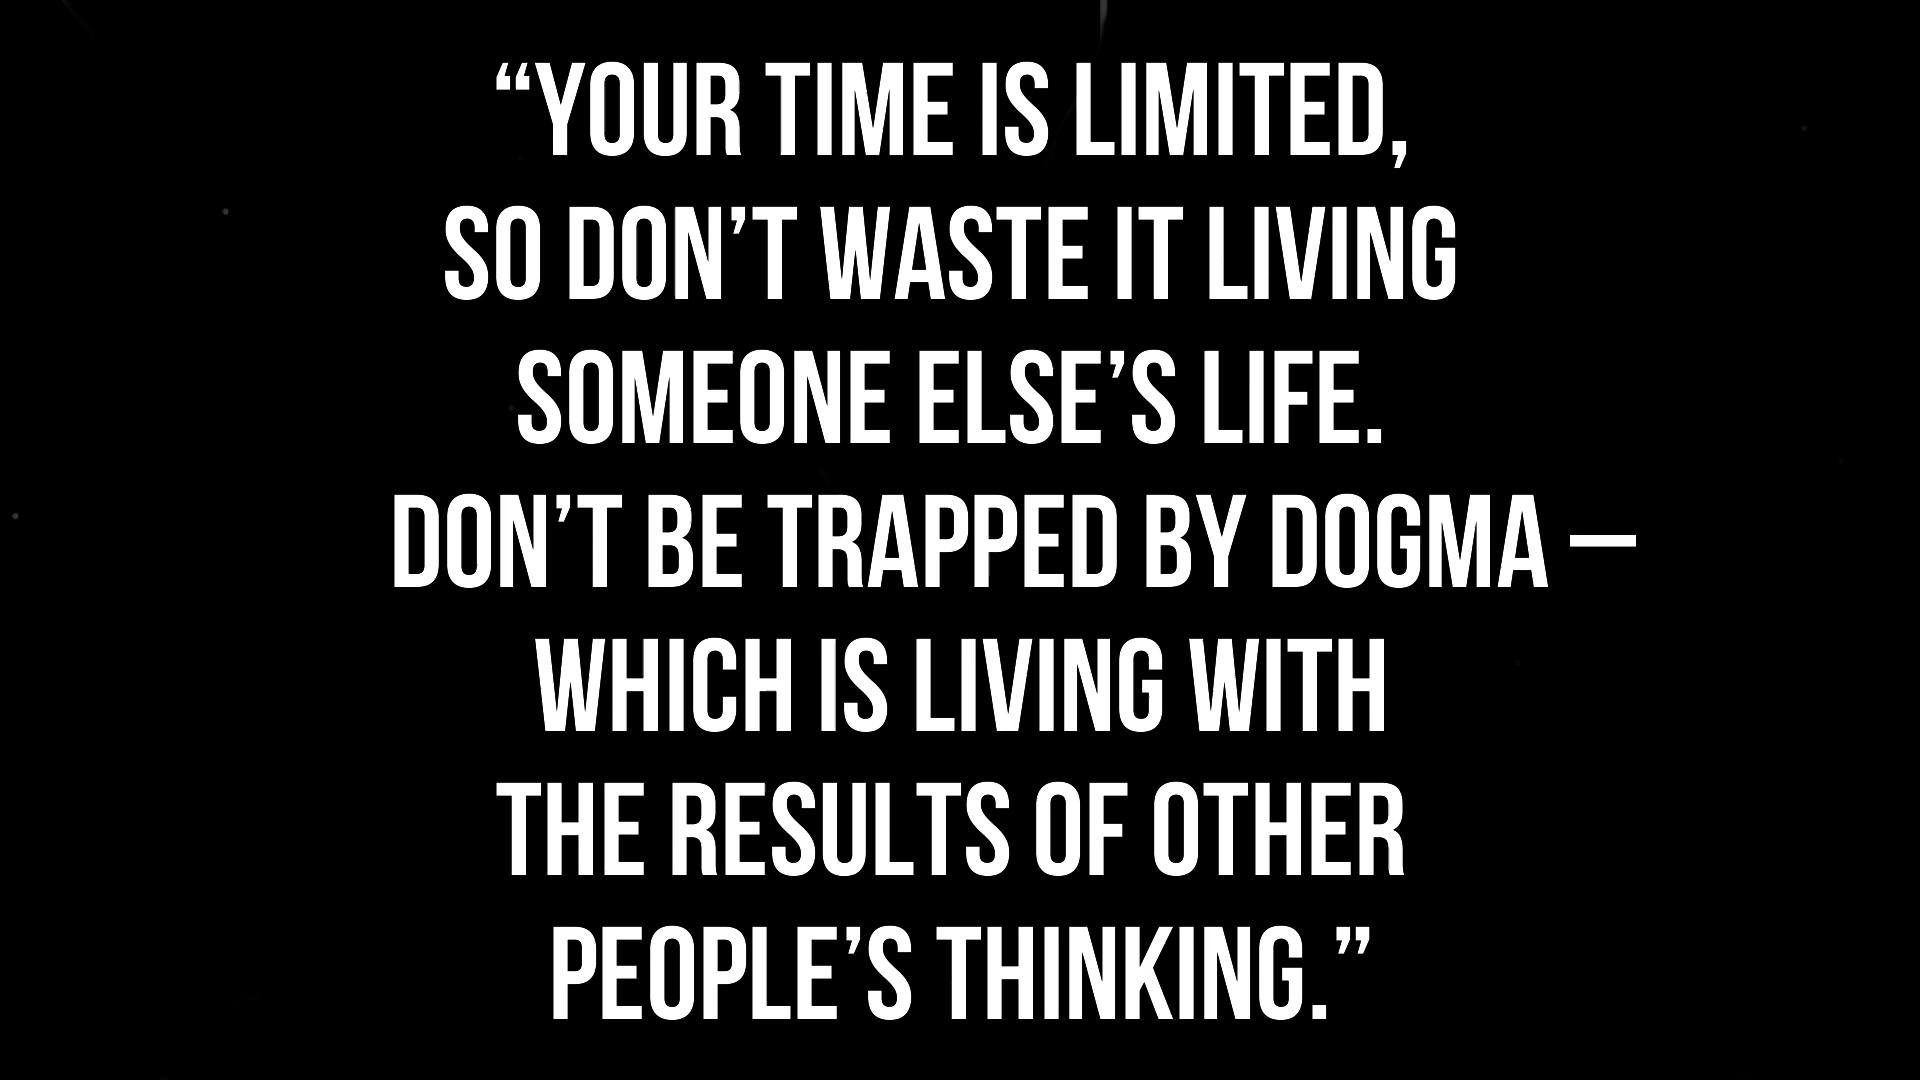 “YOUR TIME IS LIMITED,
SO DON’T WASTE IT LIVING
SOMEONE ELSE’S LIFE.
DON’T BE TRAPPED BY DOGMA —
WHICH IS LIVING WITH
THE RESULTS OF OTHER
PEOPLE’S THINKING.”